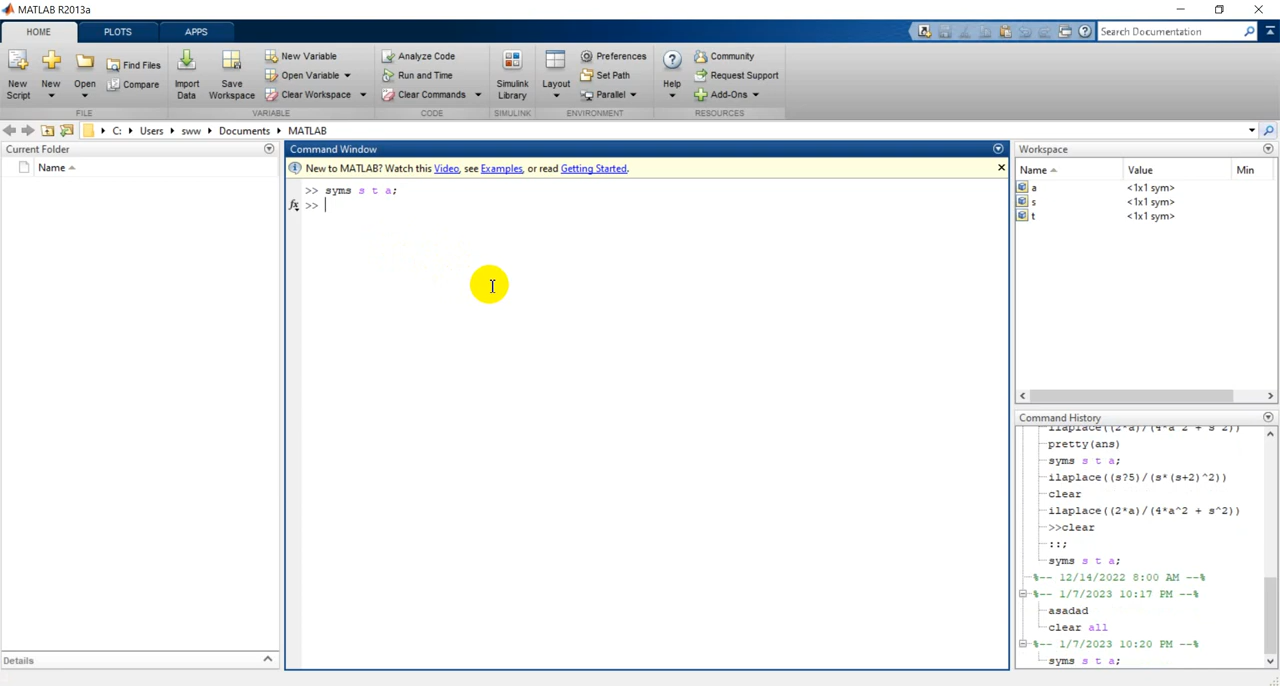 MATLAB R2013a
HOME PLOTS APPS
Search Documentation
New Script
New
Open
Find Files
Compare
Import Data
Save Workspace
New Variable
Open Variable
Clear Workspace
Analyze Code
Run and Time
Clear Commands
Simulink Library
Layout
Preferences
Set Path
Parallel
Help
Community
Request Support
Add-Ons
FILE VARIABLE CODE SIMULINK ENVIRONMENT RESOURCES
C: Users sww Documents MATLAB
Current Folder
Name
Details
Command Window
New to MATLAB? Watch this Video, see Examples, or read Getting Started.
>> syms s t a;
fx >>
Workspace
Name Value Min
a <1x1 sym>
s <1x1 sym>
t <1x1 sym>
Command History
ilaplace((2*a)/(4*a^2 + s^2))
pretty(ans)
syms s t a;
ilaplace((s?5)/(s*(s+2)^2))
clear
ilaplace((2*a)/(4*a^2 + s^2))
>>clear
::;
syms s t a;
%-- 12/14/2022 8:00 AM --%
%-- 1/7/2023 10:17 PM --%
asadad
clear all
%-- 1/7/2023 10:20 PM --%
syms s t a;